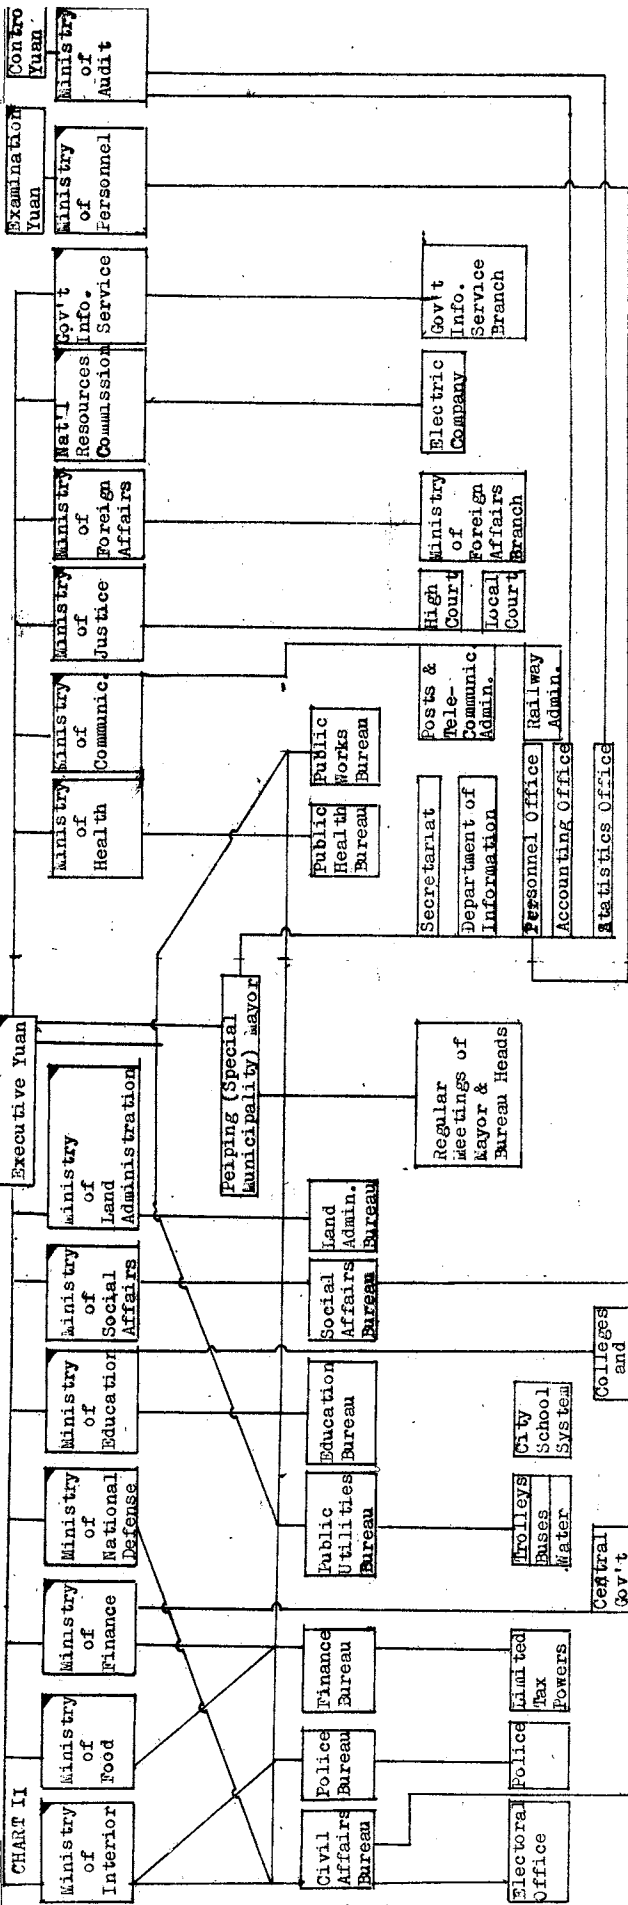 CHART II
Executive Yuan
Examination
Yuan
Contro
Yuan
Ministry
of
Interior
Ministry
of
Food
Ministry
of
Finance
Ministry
of
National
Defense
Ministry
of
Education
Ministry
of
Social
Affairs
Ministry
of
Land
Administration
Ministry
of
Health
Ministry
of
Communic.
Ministry
of
Justice
Ministry
of
Foreign
Affairs
Nat'l
Resources
Commission
Gov't
Info.
Service
Ministry
of
Personnel
Ministry
of
Audit
Peiping (Special
Municipality) Mayor
Civil
Affairs
Bureau
Police
Bureau
Finance
Bureau
Public
Utilities
Bureau
Education
Bureau
Social
Affairs
Bureau
Land
Admin.
Bureau
Public
Health
Bureau
Public
Works
Bureau
Regular
Meetings of
Mayor &
Bureau Heads
Secretariat
Department of
Information
Personnel Office
Accounting Office
Statistics Office
Posts &
Tele-
Communic.
Admin.
Railway
Admin.
High
Court
Local
Court
Ministry
of
Foreign
Affairs
Branch
Electric
Company
Gov't
Info.
Service
Branch
Electoral
Office
Police
Limited
Tax
Powers
Trolleys
Buses
Water
City
School
System
Central
Gov't
Colleges
and